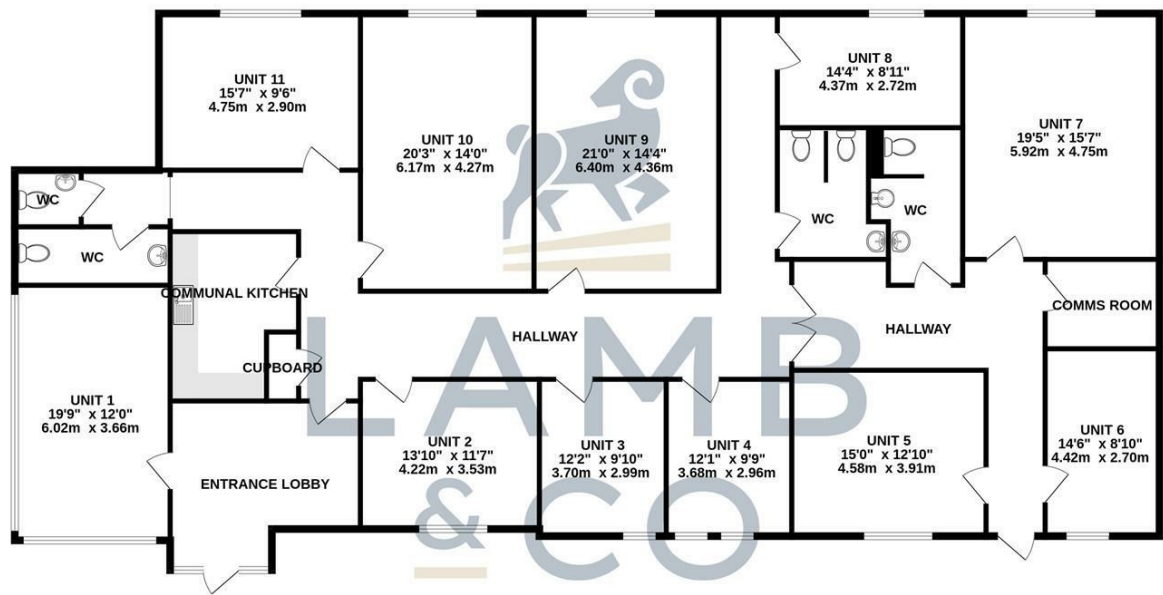 UNIT 11
15'7" x 9'6"
4.75m x 2.90m
UNIT 10
20'3" x 14'0"
6.17m x 4.27m
UNIT 9
21'0" x 14'4"
6.40m x 4.36m
UNIT 8
14'4" x 8'11"
4.37m x 2.72m
UNIT 7
19'5" x 15'7"
5.92m x 4.75m
WC
WC
WC
WC
COMMUNAL KITCHEN
CUPBOARD
HALLWAY
HALLWAY
COMMS ROOM
UNIT 1
19'9" x 12'0"
6.02m x 3.66m
ENTRANCE LOBBY
UNIT 2
13'10" x 11'7"
4.22m x 3.53m
UNIT 3
12'2" x 9'10"
3.70m x 2.99m
UNIT 4
12'1" x 9'9"
3.68m x 2.96m
UNIT 5
15'0" x 12'10"
4.58m x 3.91m
UNIT 6
14'6" x 8'10"
4.42m x 2.70m
LAMB
& CO